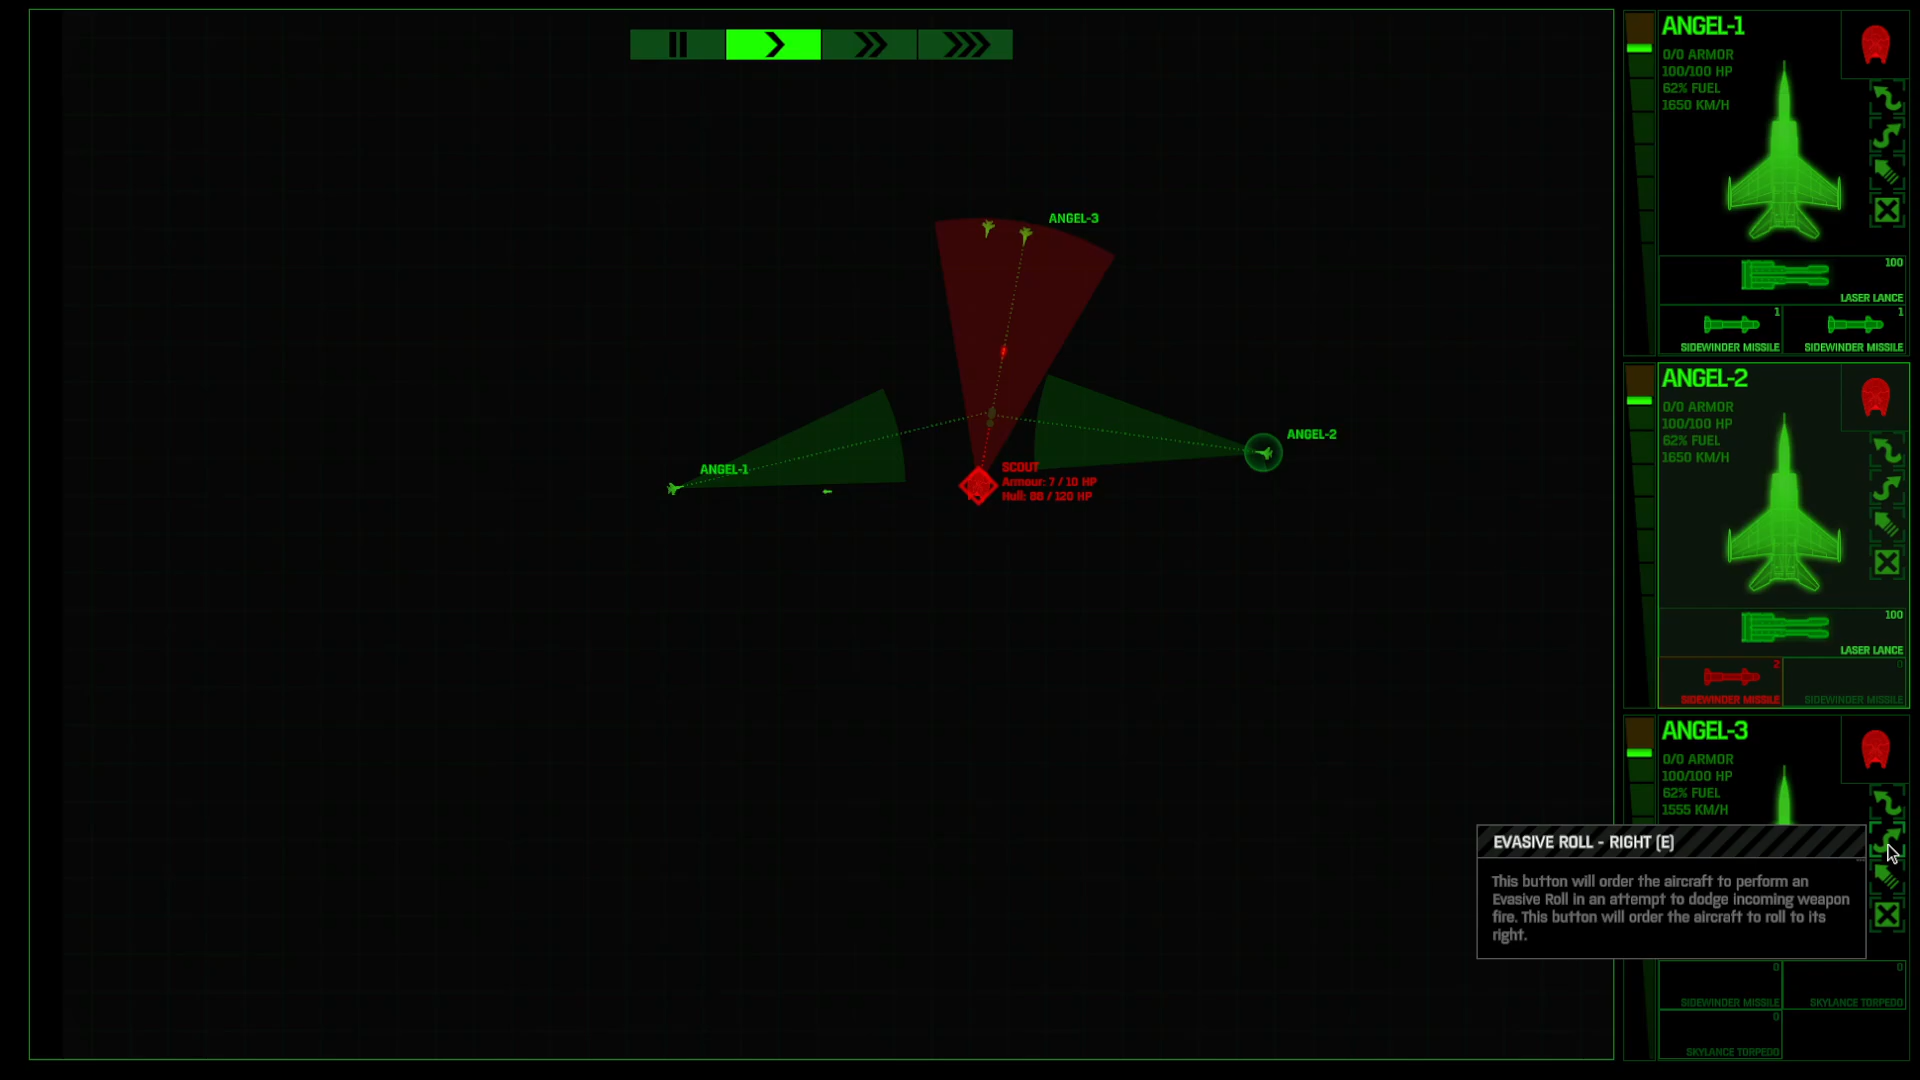 ANGEL-3
ANGEL-2
ANGEL-1
SCOUT
Armour: 7 / 10 HP
Hull: 88 / 120 HP
ANGEL-1
0/0 ARMOR
100/100 HP
62% FUEL
1650 KM/H
100
LASER LANCE
1
SIDEWINDER MISSILE
1
SIDEWINDER MISSILE
ANGEL-2
0/0 ARMOR
100/100 HP
62% FUEL
1650 KM/H
100
LASER LANCE
2
SIDEWINDER MISSILE
0
SIDEWINDER MISSILE
ANGEL-3
0/0 ARMOR
100/100 HP
62% FUEL
1555 KM/H
EVASIVE ROLL - RIGHT (E)
This button will order the aircraft to perform an
Evasive Roll in an attempt to dodge incoming weapon
fire. This button will order the aircraft to roll to its
right.
0
SIDEWINDER MISSILE
0
SKYLANCE TORPEDO
0
SKYLANCE TORPEDO